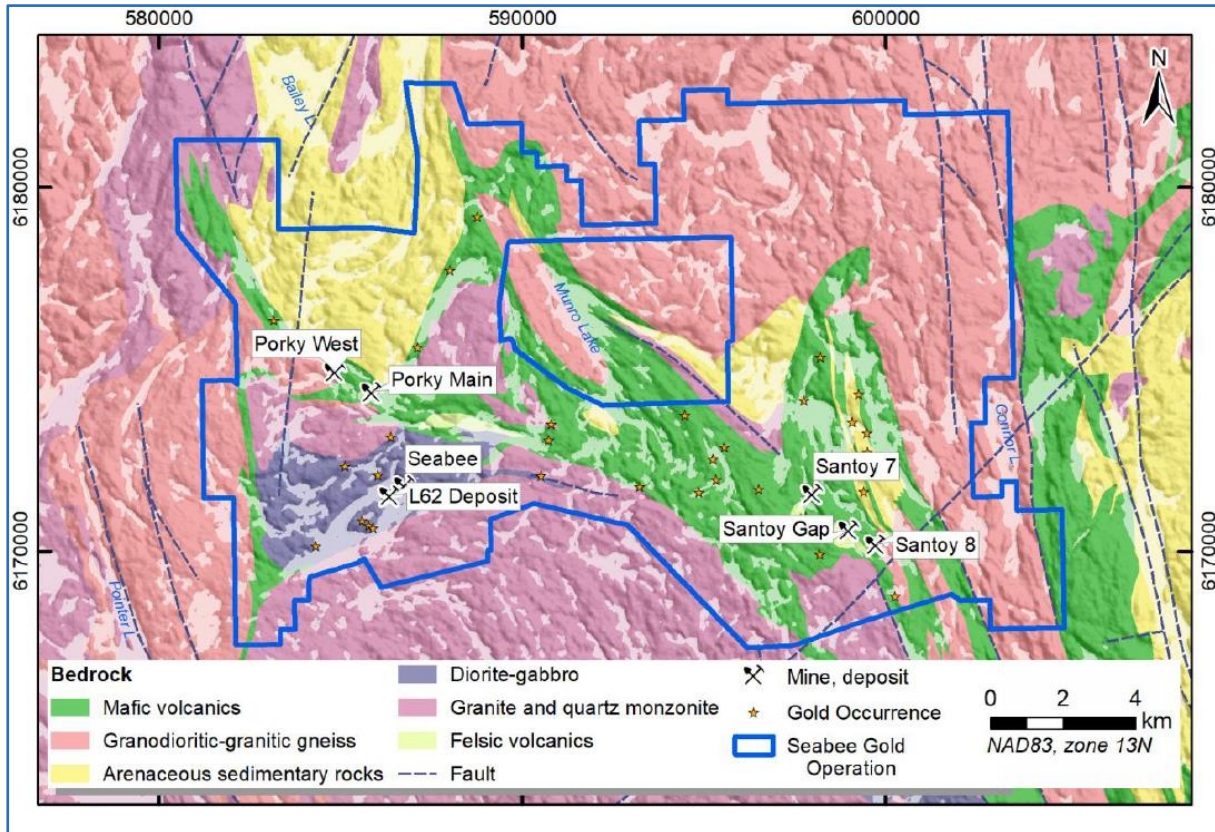 580000
590000
600000
N
Bailey L.
6180000
6180000
Munro Lake
Porky West
Porky Main
Connor L.
Seabee
Santoy 7
L62 Deposit
Santoy Gap
Santoy 8
6170000
6170000
Pointer L.
Bedrock
Mafic volcanics
Granodioritic-granitic gneiss
Arenaceous sedimentary rocks
Diorite-gabbro
Granite and quartz monzonite
Felsic volcanics
Fault
Mine, deposit
Gold Occurrence
Seabee Gold
Operation
0 2 4
km
NAD83, zone 13N